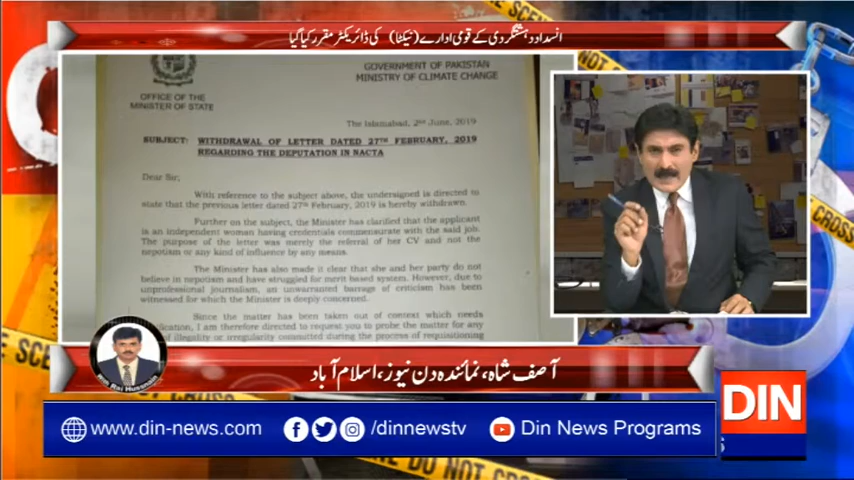 انسداد دہشتگردی کے قومی ادارے (نیکٹا) کی ڈائریکٹر مقرر کیا گیا
GOVERNMENT OF PAKISTAN
MINISTRY OF CLIMATE CHANGE
OFFICE OF THE
MINISTER OF STATE
The Islamabad, 2nd June, 2019
SUBJECT: WITHDRAWAL OF LETTER DATED 27TH FEBRUARY, 2019
REGARDING THE DEPUTATION IN NACTA
Dear Sir,
With reference to the subject above, the undersigned is directed to
state that the previous letter dated 27th February, 2019 is hereby withdrawn.
Further on the subject, the Minister has clarified that the applicant
is an independent woman having credentials commensurate with the said job.
The purpose of the letter was merely the referral of her CV and not the
nepotism or any kind of influence by any means.
The Minister has also made it clear that she and her party do not
believe in nepotism and have struggled for merit based system. However, due to
unprofessional journalism, an unwarranted barrage of criticism has been
witnessed for which the Minister is deeply concerned.
Since the matter has been taken out of context which needs
I am therefore directed to request you to probe the matter for any
of illegality or irregularity committed during the process of requisitioning
آصف شاہ، نمائندہ دن نیوز، اسلام آباد
www.din-news.com
/dinnewstv
Din News Programs
DIN
SCENE
DO NOT CROSS